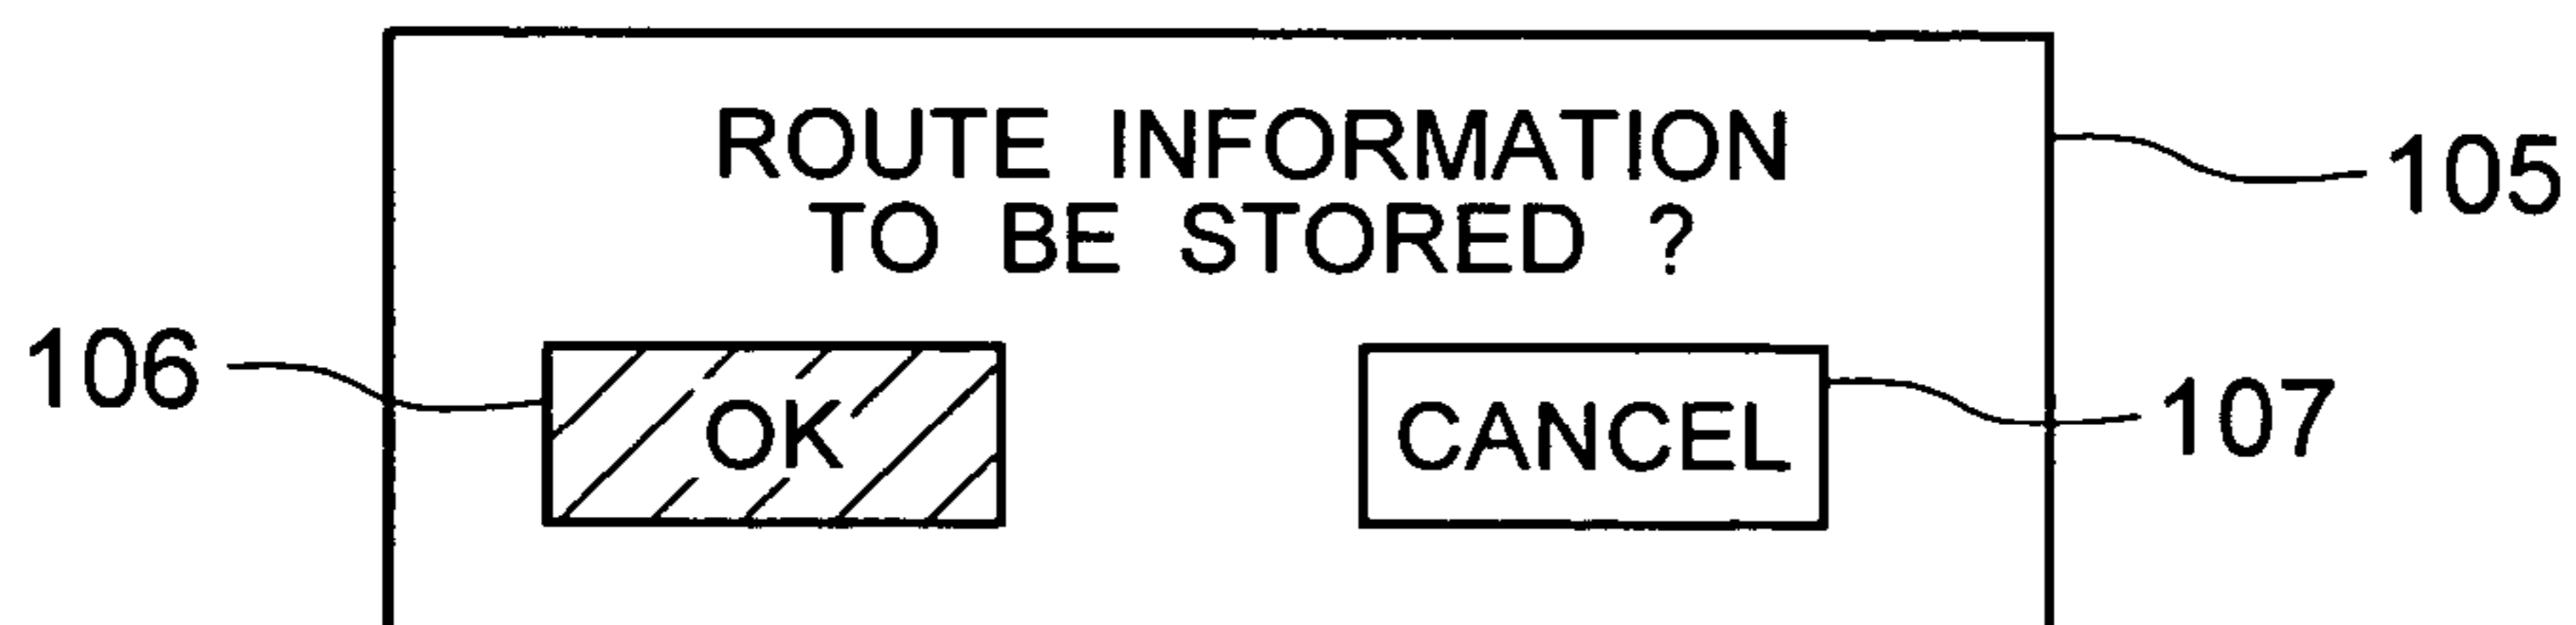 ROUTE INFORMATION
TO BE STORED ?
105
106
OK
CANCEL
107